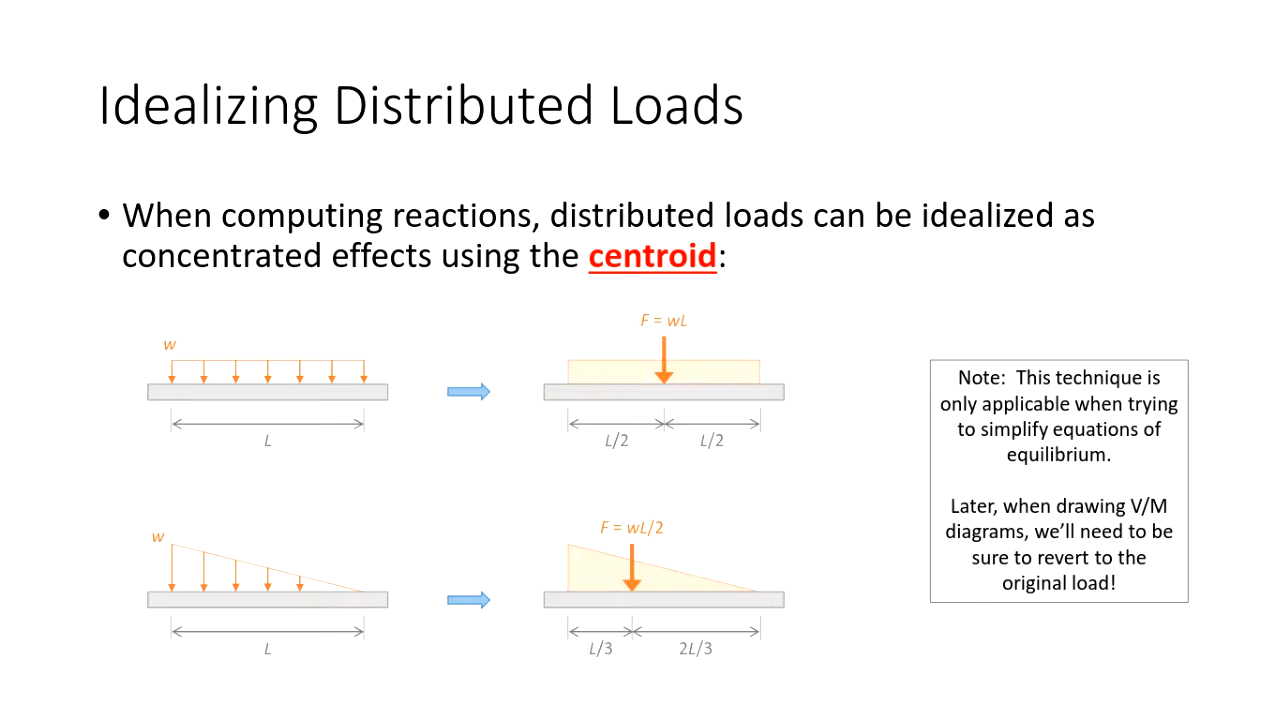 Idealizing Distributed Loads
• When computing reactions, distributed loads can be idealized as
concentrated effects using the centroid:
F = wL
w
L
L/2
L/2
Note: This technique is
only applicable when trying
to simplify equations of
equilibrium.
Later, when drawing V/M
diagrams, we'll need to be
sure to revert to the
original load!
F = wL/2
w
L
L/3
2L/3